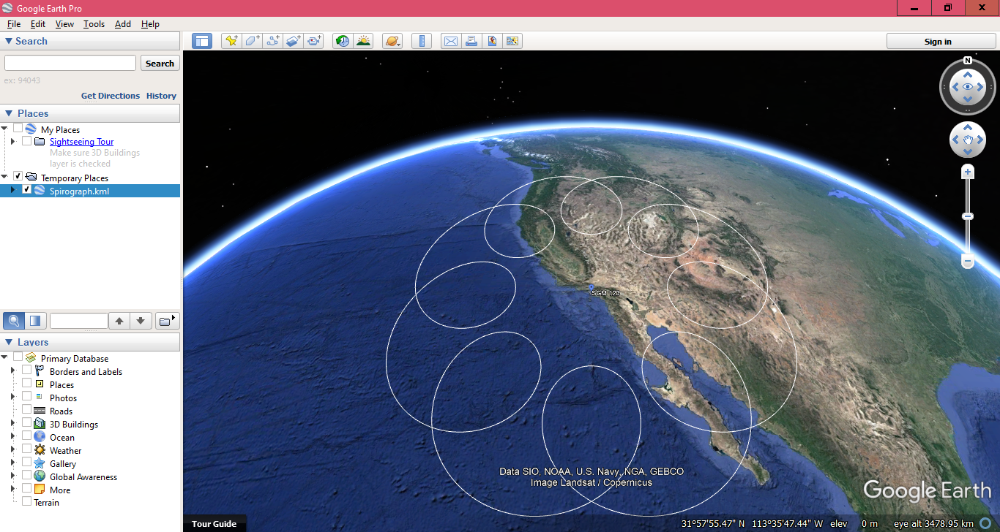 Google Earth Pro
File Edit View Tools Add Help
Search
Sign in
Search
ex: 94043
Get Directions History
Places
My Places
Sightseeing Tour
Make sure 3D Buildings
layer is checked
Temporary Places
Spirograph.kml
Layers
Primary Database
Borders and Labels
Places
Photos
Roads
3D Buildings
Ocean
Weather
Gallery
Global Awareness
More
Terrain
N
SGM 128
Data SIO, NOAA, U.S. Navy, NGA, GEBCO
Image Landsat / Copernicus
Google Earth
Tour Guide
31°57'55.47" N 113°35'47.44" W elev 0 m eye alt 3478.95 km